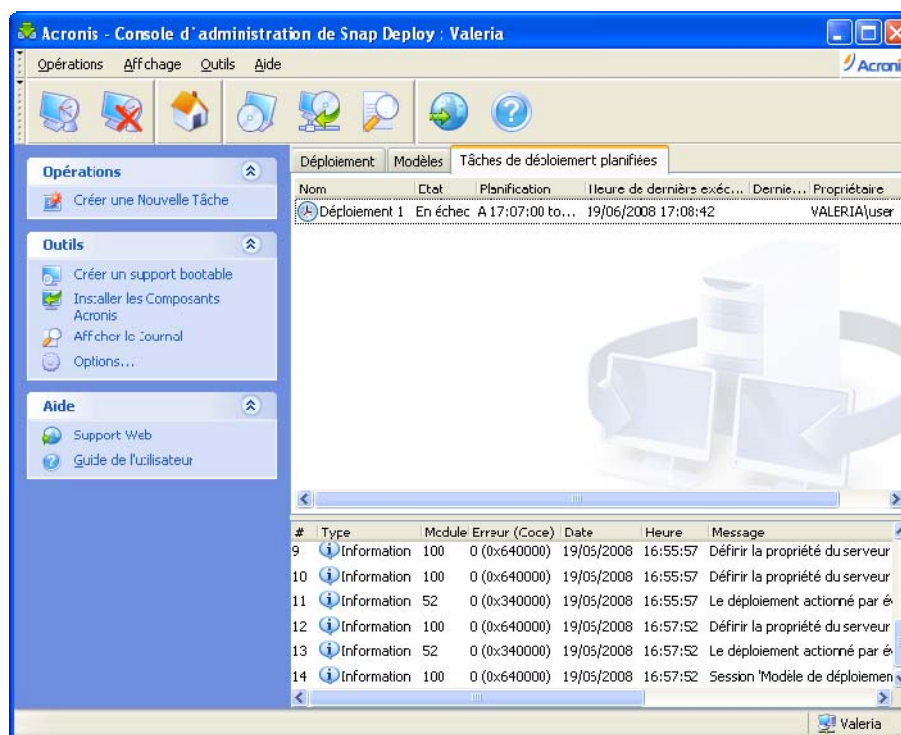 Acronis - Console d'administration de Snap Deploy : Valeria
Opérations Affichage Outils Aide
Acroni
Opérations
Créer une Nouvelle Tâche
Outils
Créer un support bootable
Installer les Composants
Acronis
Afficher le Journal
Options...
Aide
Support Web
Guide de l'utilisateur
Déploiement Modèles Tâches de déploiement planifiées
Nom Etat Planification Heure de dernière exéc... Dernie... Propriétaire
Déploiement 1 En échec A 17:07:00 to... 19/06/2008 17:08:42 VALERIA\user
# Type Module Erreur (Code) Date Heure Message
9 Information 100 0 (0x640000) 19/06/2008 16:55:57 Définir la propriété du serveur
10 Information 100 0 (0x640000) 19/06/2008 16:55:57 Définir la propriété du serveur
11 Information 52 0 (0x340000) 19/06/2008 16:55:57 Le déploiement actionné par é
12 Information 100 0 (0x640000) 19/06/2008 16:57:52 Définir la propriété du serveur
13 Information 52 0 (0x340000) 19/06/2008 16:57:52 Le déploiement actionné par é
14 Information 100 0 (0x640000) 19/06/2008 16:57:52 Session 'Modèle de déploiemen
Valeria